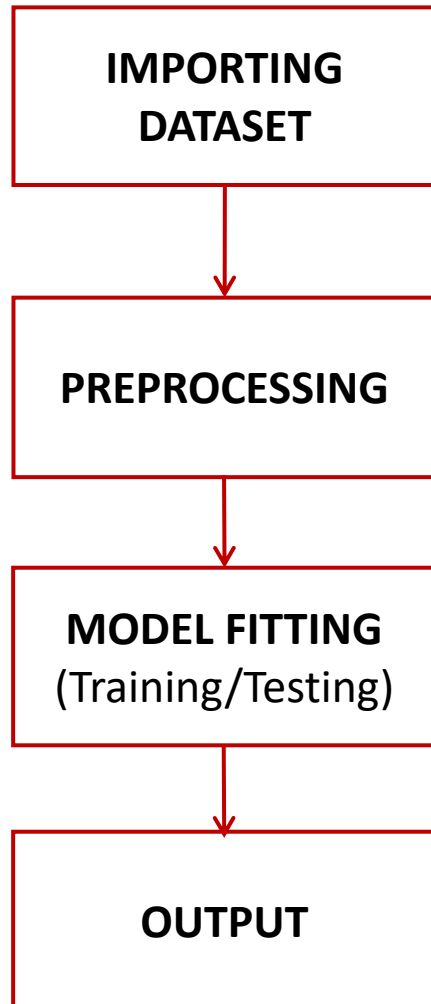 IMPORTING
DATASET
PREPROCESSING
MODEL FITTING
(Training/Testing)
OUTPUT